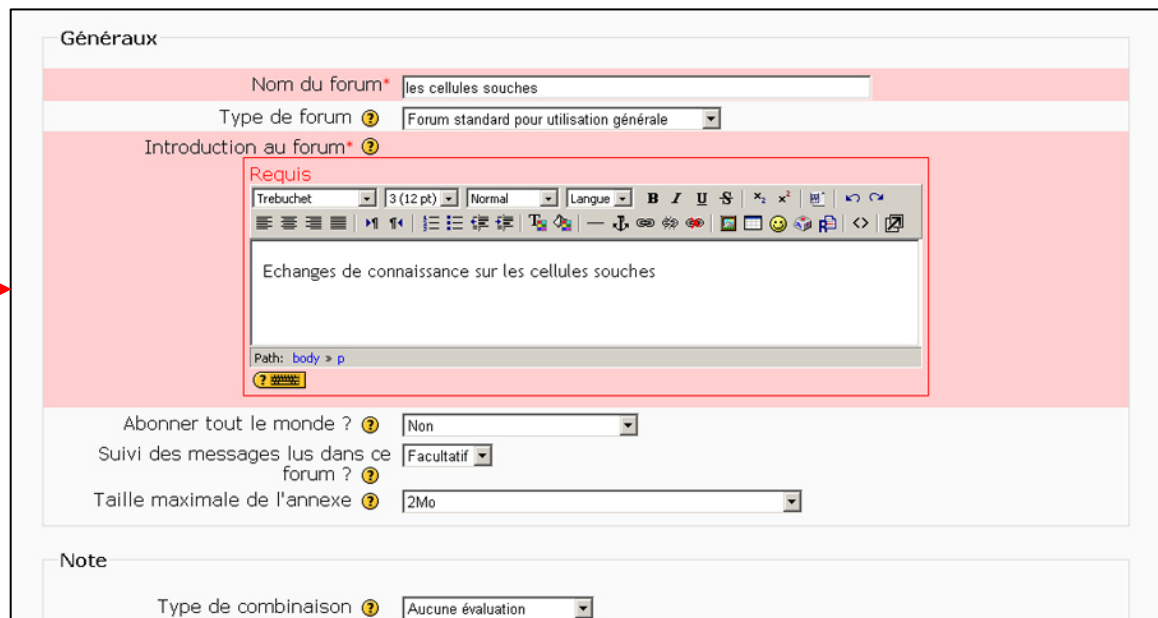 Généraux
Nom du forum* les cellules souches
Type de forum ? Forum standard pour utilisation générale
Introduction au forum* ?
Requis
Trebuchet 3 (12 pt) Normal Langue B I U S x₂ x²
Echanges de connaissance sur les cellules souches
Path: body » p
?
Abonner tout le monde ? ? Non
Suivi des messages lus dans ce Facultatif
forum ? ?
Taille maximale de l'annexe ? 2Mo
Note
Type de combinaison ? Aucune évaluation